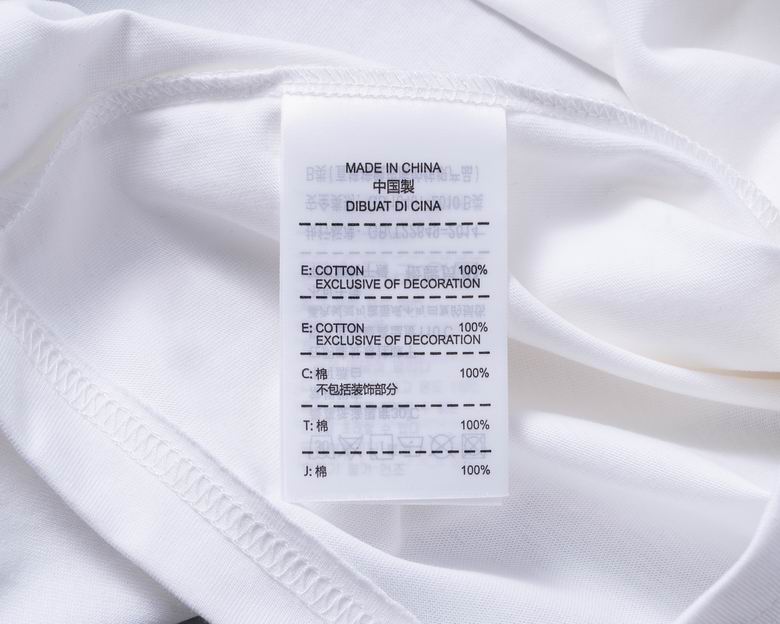 MADE IN CHINA
中国製
DIBUAT DI CINA
E: COTTON 100%
EXCLUSIVE OF DECORATION
E: COTTON 100%
EXCLUSIVE OF DECORATION
C: 棉 100%
不包括装饰部分
T: 棉 100%
J: 棉 100%